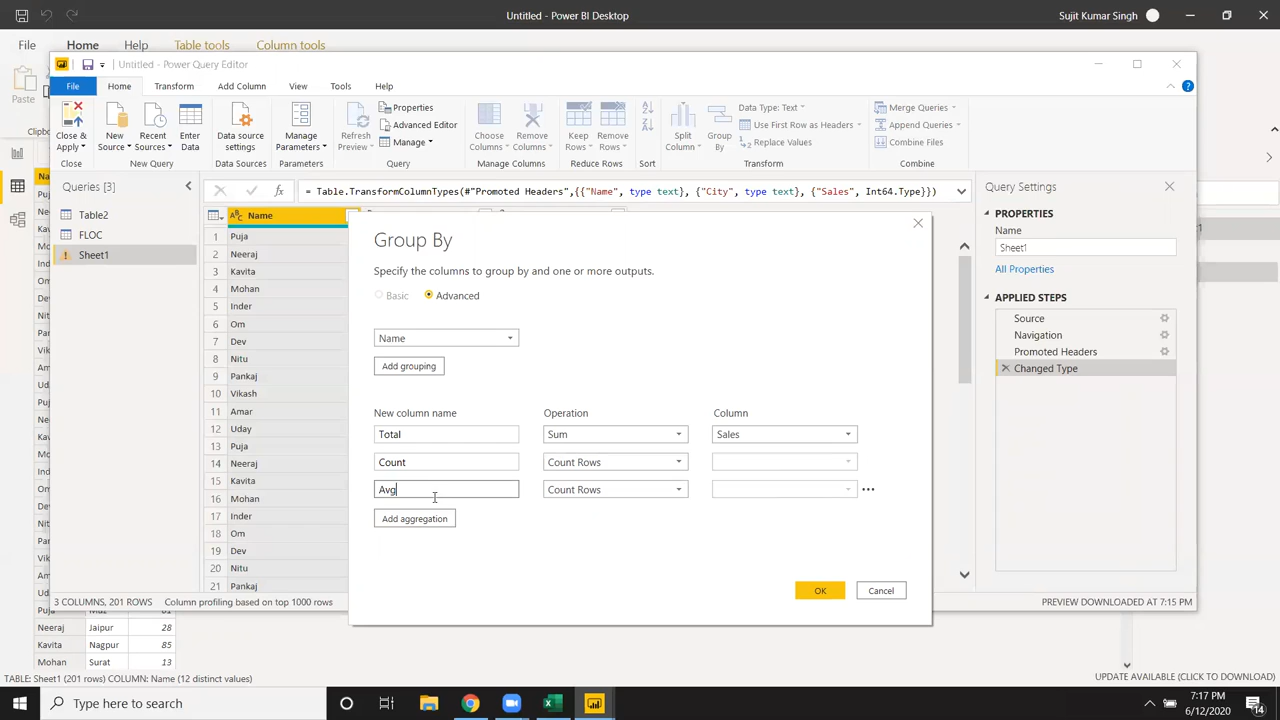 Untitled - Power BI Desktop
Sujit Kumar Singh
File Home Help Table tools Column tools
Paste
Untitled - Power Query Editor
File Home Transform Add Column View Tools Help
Close & Apply
New Source
Recent Sources
Enter Data
Data source settings
Manage Parameters
Refresh Preview
Properties
Advanced Editor
Manage
Choose Columns
Remove Columns
Keep Rows
Remove Rows
Split Column
Group By
Data Type: Text
Use First Row as Headers
Replace Values
Merge Queries
Append Queries
Combine Files
Close New Query Data Sources Parameters Query Manage Columns Reduce Rows Sort Transform Combine
Queries [3]
Table2
FLOC
Sheet1
= Table.TransformColumnTypes(#"Promoted Headers",{{"Name", type text}, {"City", type text}, {"Sales", Int64.Type}})
Name
1 Puja
2 Neeraj
3 Kavita
4 Mohan
5 Inder
6 Om
7 Dev
8 Nitu
9 Pankaj
10 Vikash
11 Amar
12 Uday
13 Puja
14 Neeraj
15 Kavita
16 Mohan
17 Inder
18 Om
19 Dev
20 Nitu
21 Pankaj
Group By
Specify the columns to group by and one or more outputs.
Basic Advanced
Name
Add grouping
New column name Operation Column
Total Sum Sales
Count Count Rows
Avg Count Rows
Add aggregation
OK Cancel
Query Settings
PROPERTIES
Name
Sheet1
All Properties
APPLIED STEPS
Source
Navigation
Promoted Headers
Changed Type
3 COLUMNS, 201 ROWS Column profiling based on top 1000 rows
PREVIEW DOWNLOADED AT 7:15 PM
Neeraj Jaipur 28
Kavita Nagpur 85
Mohan Surat 13
TABLE: Sheet1 (201 rows) COLUMN: Name (12 distinct values)
UPDATE AVAILABLE (CLICK TO DOWNLOAD)
Type here to search
7:17 PM
6/12/2020
14